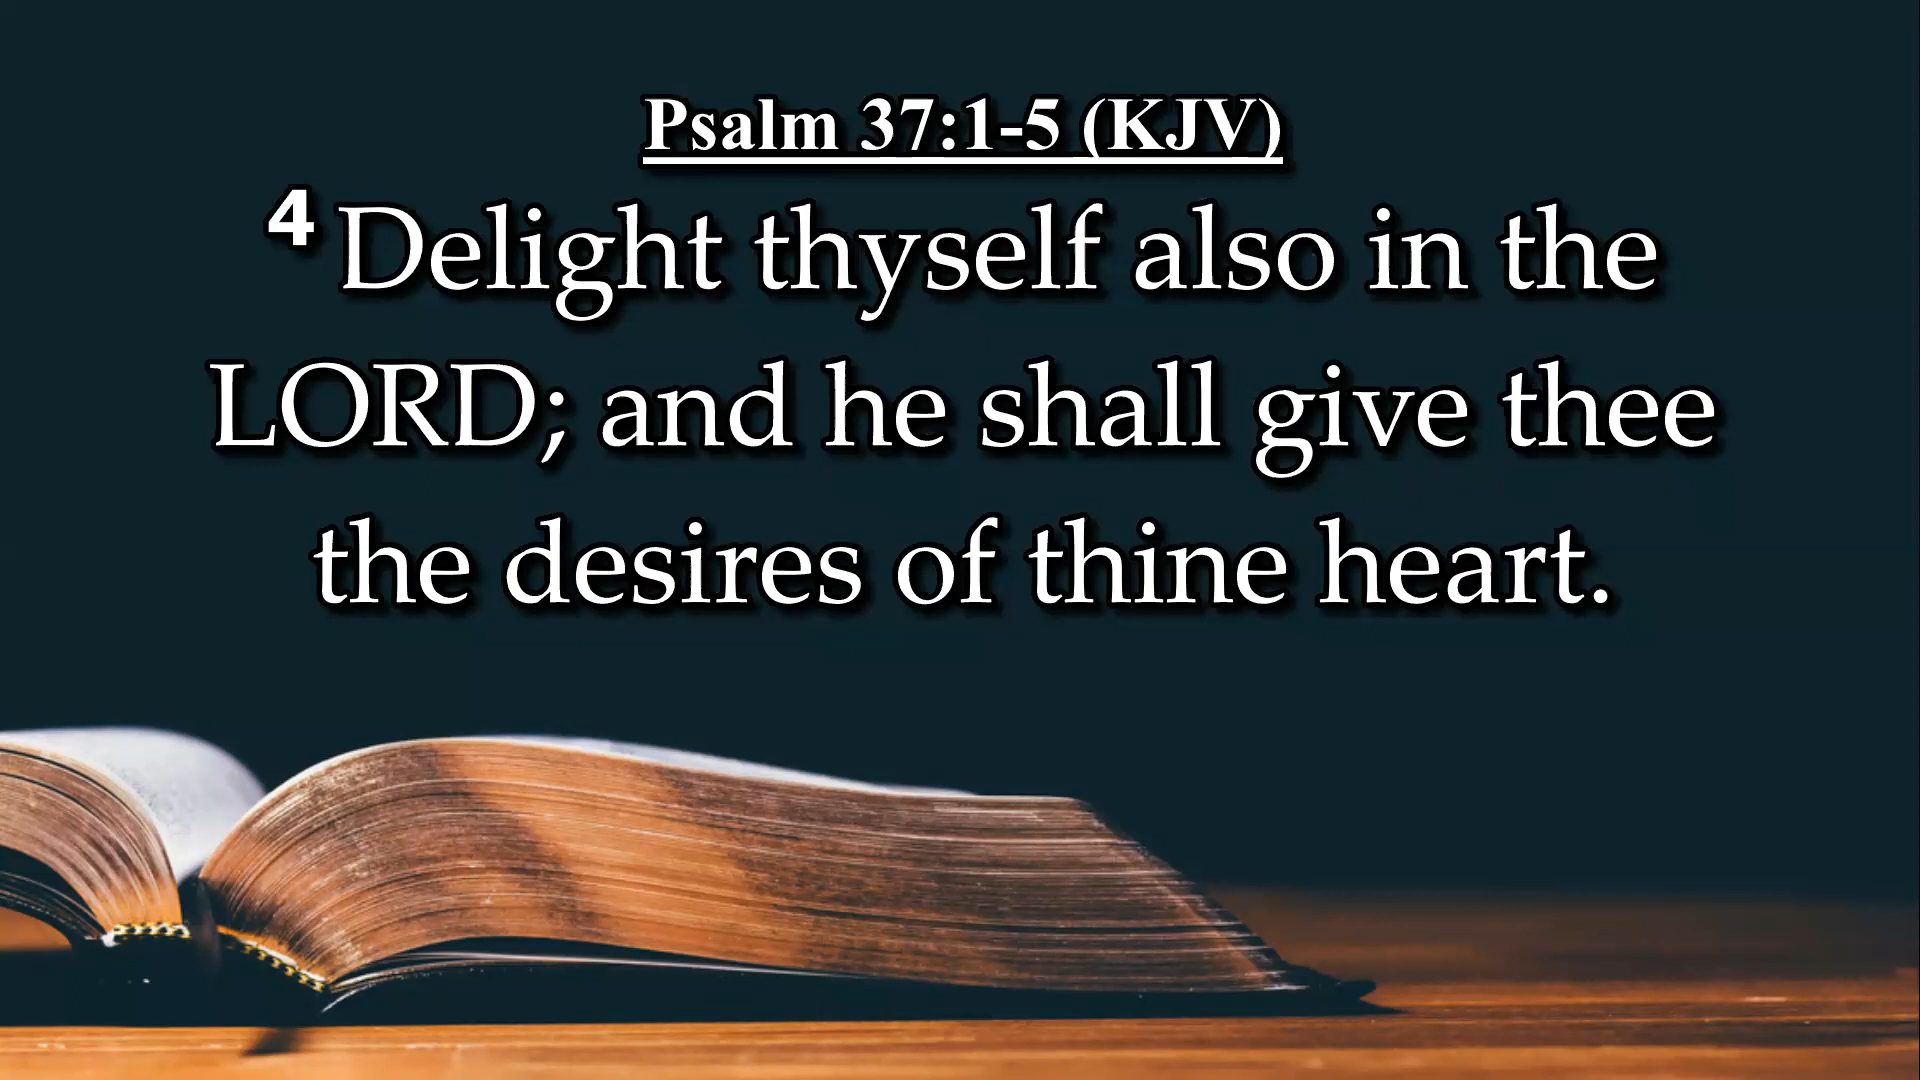 Psalm 37:1-5 (KJV)
4 Delight thyself also in the
LORD; and he shall give thee
the desires of thine heart.